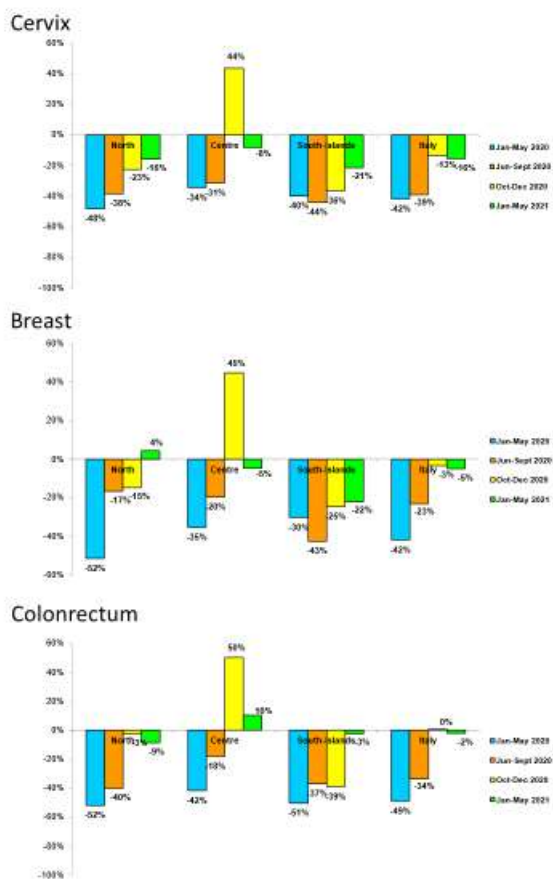 Cervix
60%
44%
40%
20%
0%
North
Centre
South-Islands
Italy
-8%
-13%
-16%
-16%
-20%
-23%
-21%
-31%
-34%
-36%
-38%
-39%
-40%
-40%
-44%
-42%
-48%
-60%
-80%
-100%
Jan-May 2020
Jun-Sept 2020
Oct-Dec 2020
Jan-May 2021
Breast
60%
45%
40%
20%
4%
0%
North
Centre
South-Islands
Italy
-3%
-5%
-5%
-17%
-15%
-20%
-20%
-22%
-23%
-25%
-30%
-35%
-40%
-43%
-42%
-52%
-60%
Jan-May 2020
Jun-Sept 2020
Oct-Dec 2020
Jan-May 2021
Colonrectum
60%
50%
40%
20%
10%
0%
0%
North
Centre
South-Islands
Italy
-3%
-3%
-2%
-9%
-18%
-20%
-34%
-37%
-39%
-40%
-40%
-42%
-49%
-51%
-52%
-60%
-80%
-100%
Jan-May 2020
Jun-Sept 2020
Oct-Dec 2020
Jan-May 2021